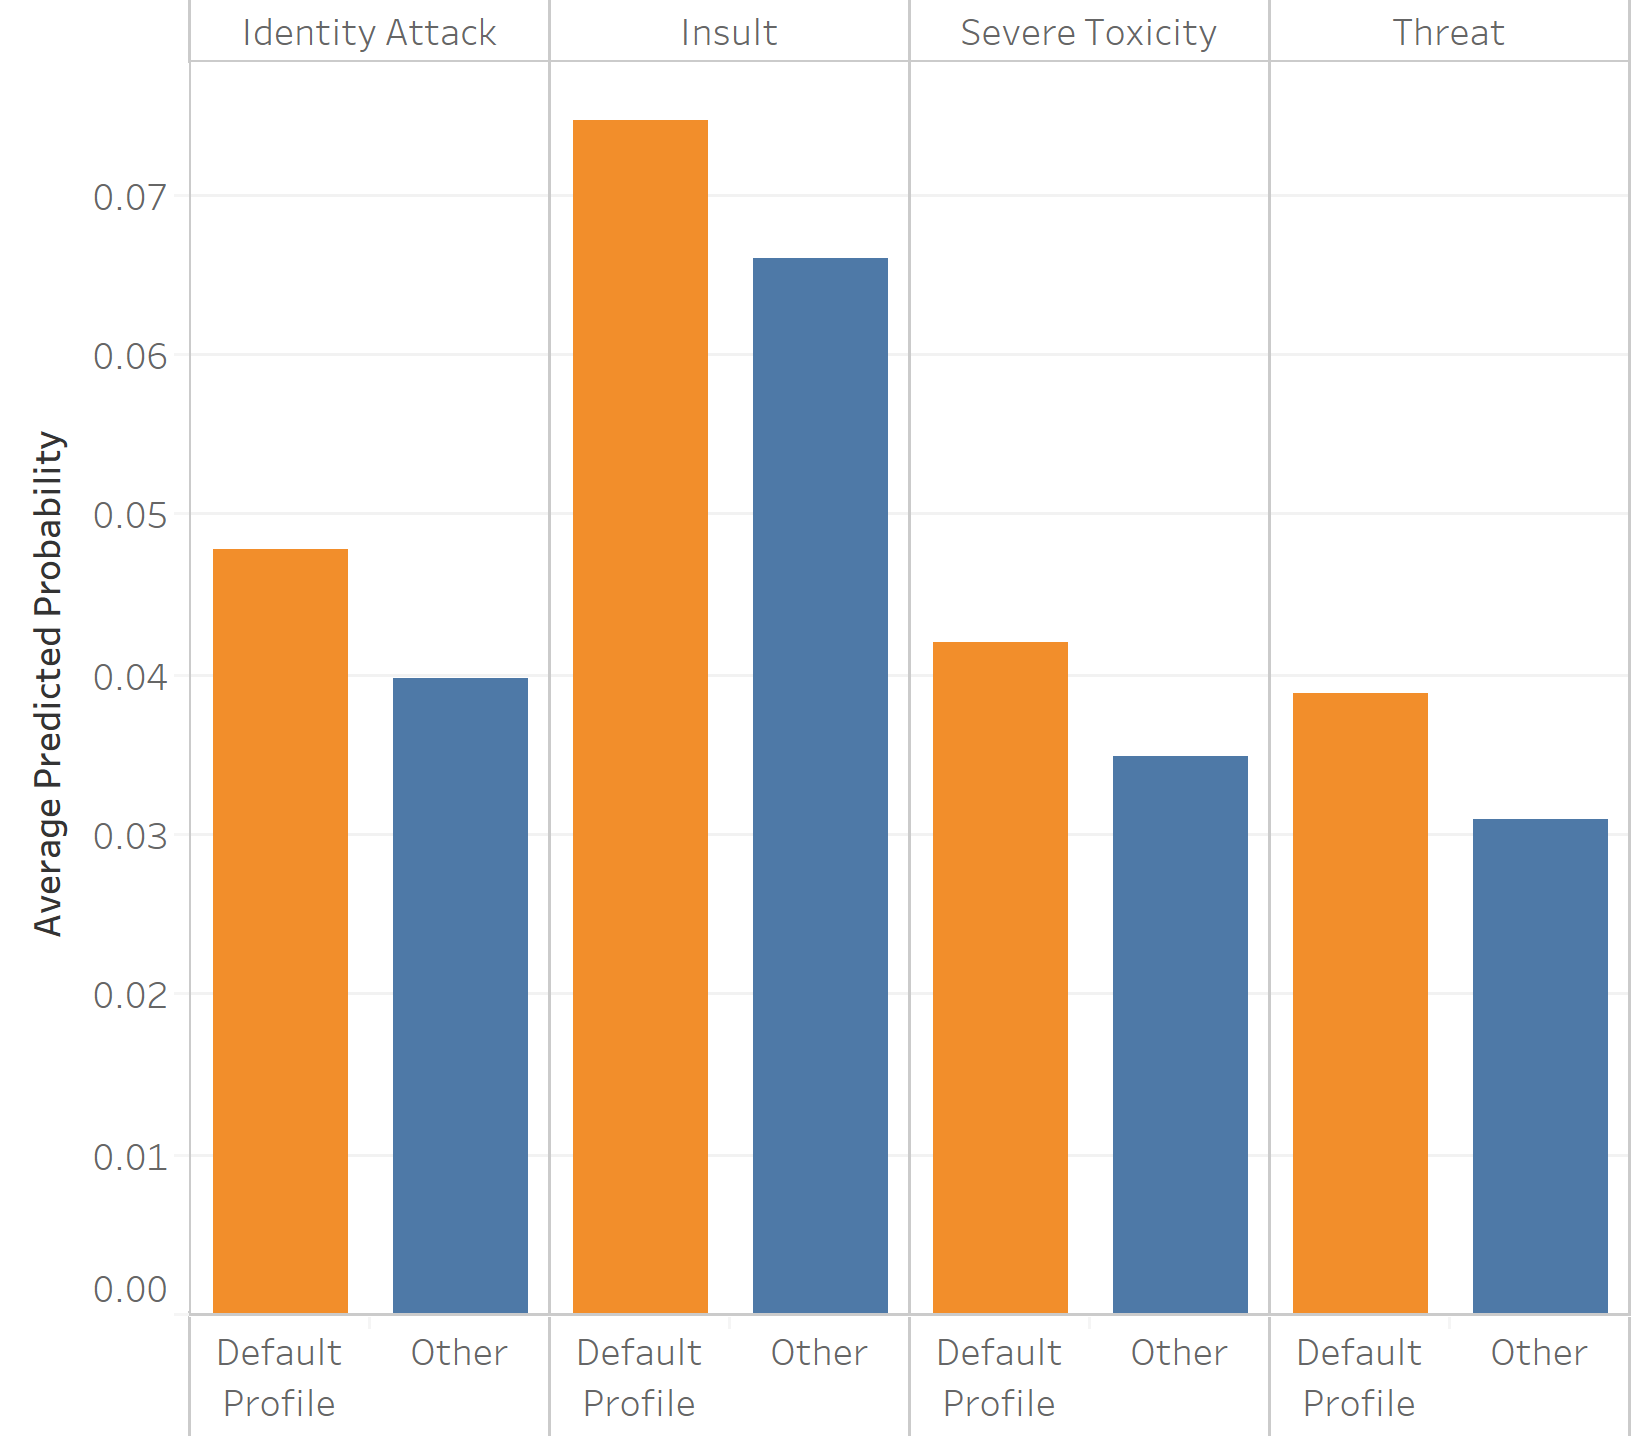 Identity Attack
Insult
Severe Toxicity
Threat
Average Predicted Probability
0.07
0.06
0.05
0.04
0.03
0.02
0.01
0.00
Default
Profile
Other
Default
Profile
Other
Default
Profile
Other
Default
Profile
Other